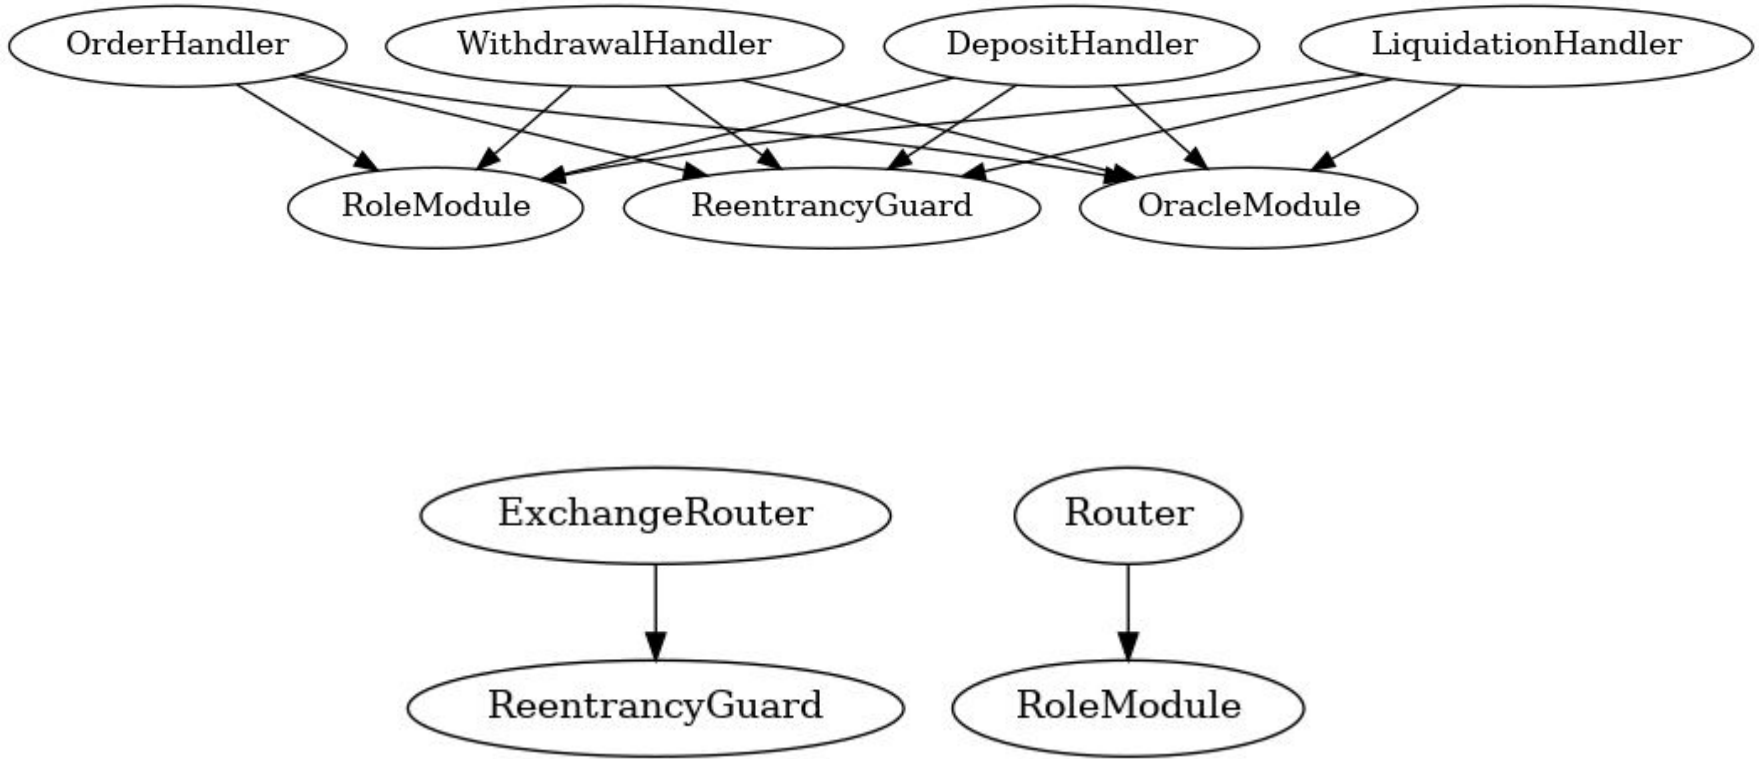 OrderHandler
WithdrawalHandler
DepositHandler
LiquidationHandler
RoleModule
ReentrancyGuard
OracleModule
ExchangeRouter
Router
ReentrancyGuard
RoleModule